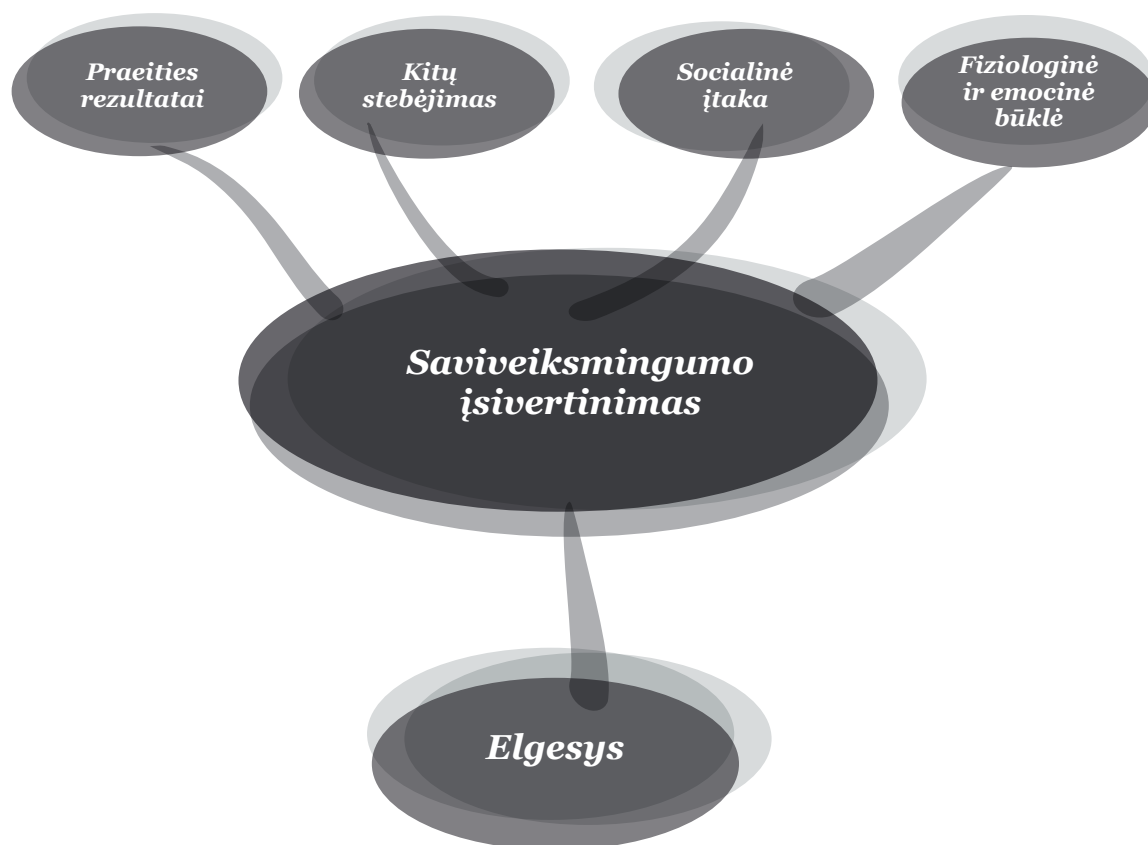 Praeities
rezultatai
Kitų
stebėjimas
Socialinė
įtaka
Fiziologinė
ir emocinė
būklė
Saviveiksmingumo
įsivertinimas
Elgesys